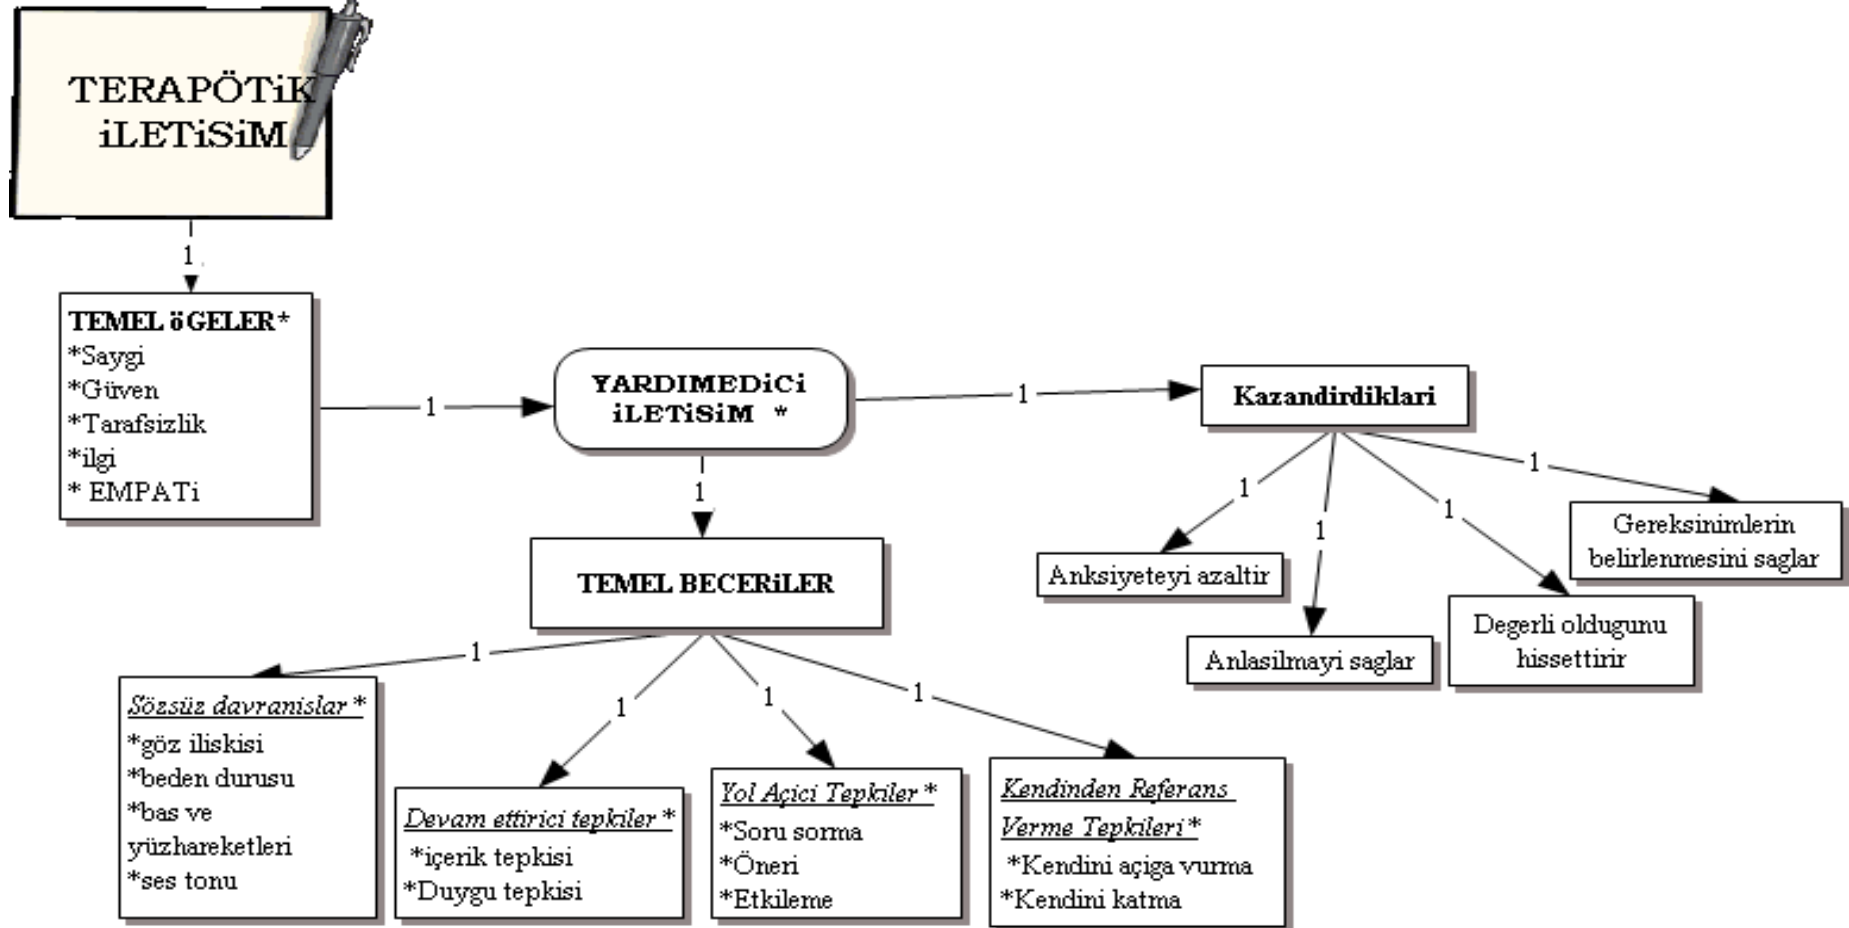 TERAPÖTiK
iLETiSiM
1
TEMEL öGELER*
*Saygi
*Güven
*Tarafsizlik
*ilgi
* EMPATi
1
YARDIMEDiCi
iLETiSiM *
1
Kazandirdiklari
1
1
1
1
Anksiyeteyi azaltir
Anlasilmayi saglar
Degerli oldugunu
hissettirir
Gereksinimlerin
belirlenmesini saglar
1
TEMEL BECERiLER
1
1
1
1
Sözsüz davranislar *
*göz iliskisi
*beden durusu
*bas ve
yüzhareketleri
*ses tonu
Devam ettirici tepkiler *
*içerik tepkisi
*Duygu tepkisi
Yol Açici Tepkiler *
*Soru sorma
*Öneri
*Etkileme
Kendinden Referans
Verme Tepkileri *
*Kendini açiga vurma
*Kendini katma